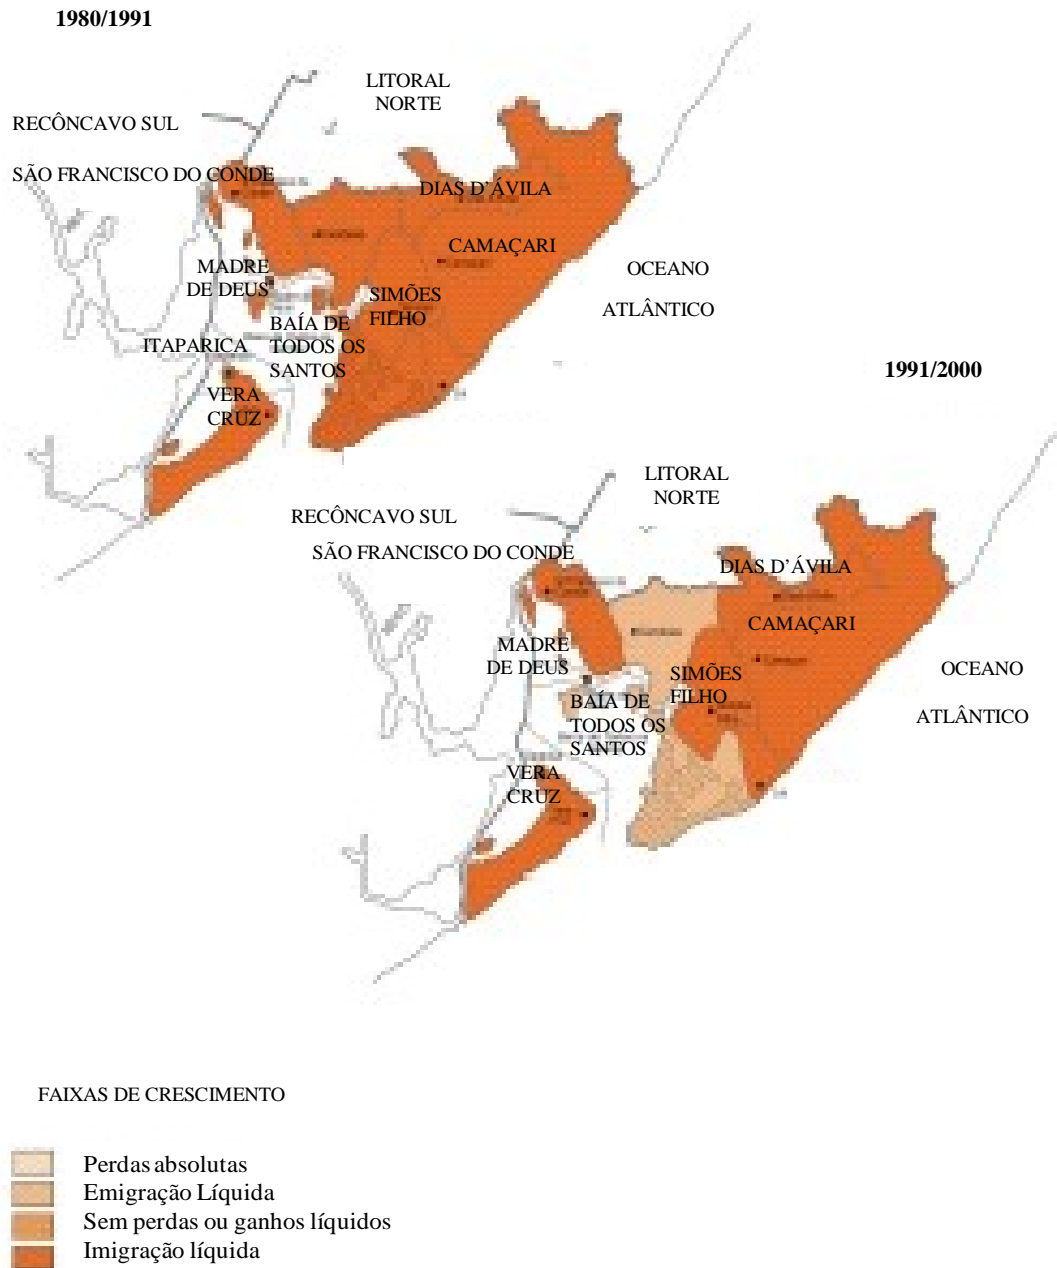 1980/1991
LITORAL
NORTE
RECÔNCAVO SUL
SÃO FRANCISCO DO CONDE
DIAS D'ÁVILA
CAMAÇARI
MADRE
DE DEUS
OCEANO
SIMÕES
FILHO
ATLÂNTICO
BAÍA DE
TODOS OS
SANTOS
ITAPARICA
VERA
CRUZ
1991/2000
LITORAL
NORTE
RECÔNCAVO SUL
SÃO FRANCISCO DO CONDE
DIAS D'ÁVILA
CAMAÇARI
MADRE
DE DEUS
SIMÕES
FILHO
OCEANO
BAÍA DE
TODOS OS
SANTOS
ATLÂNTICO
VERA
CRUZ
FAIXAS DE CRESCIMENTO
Perdas absolutas
Emigração Líquida
Sem perdas ou ganhos líquidos
Imigração líquida